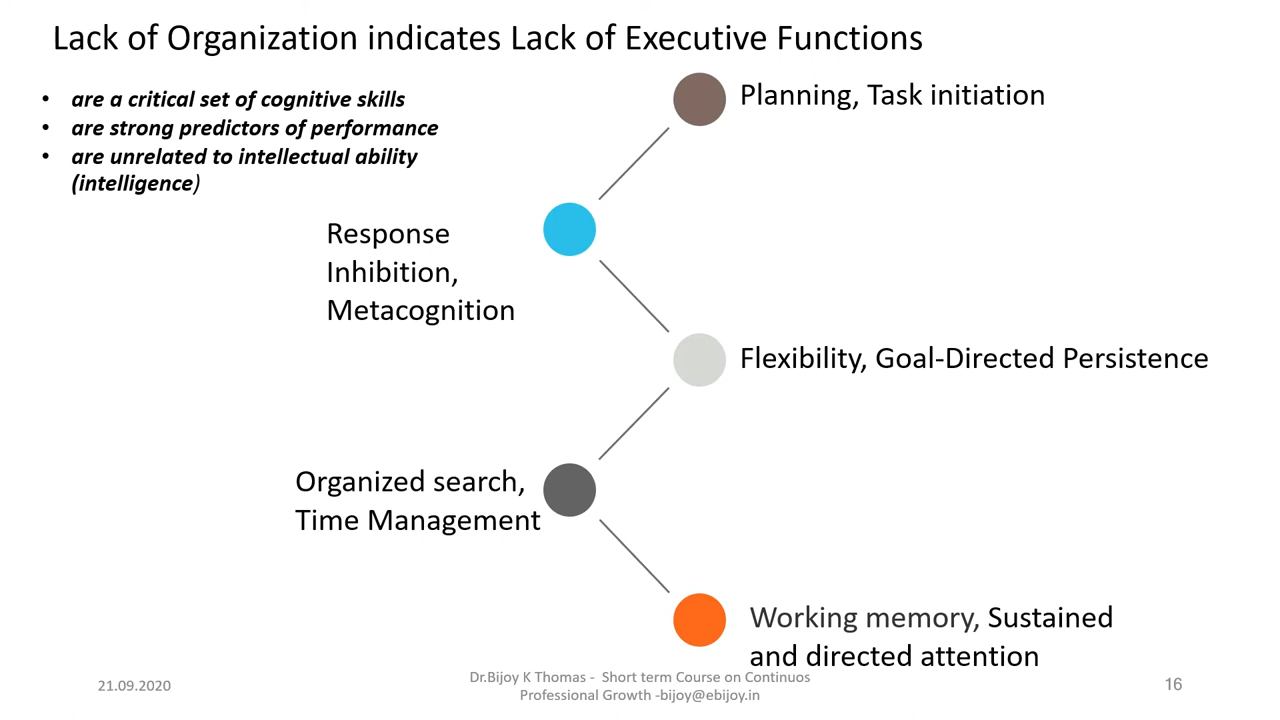 Lack of Organization indicates Lack of Executive Functions
• are a critical set of cognitive skills
• are strong predictors of performance
• are unrelated to intellectual ability
(intelligence)
Planning, Task initiation
Response
Inhibition,
Metacognition
Flexibility, Goal-Directed Persistence
Organized search,
Time Management
Working memory, Sustained
and directed attention
21.09.2020
Dr.Bijoy K Thomas - Short term Course on Continuos
Professional Growth -bijoy@ebijoy.in
16